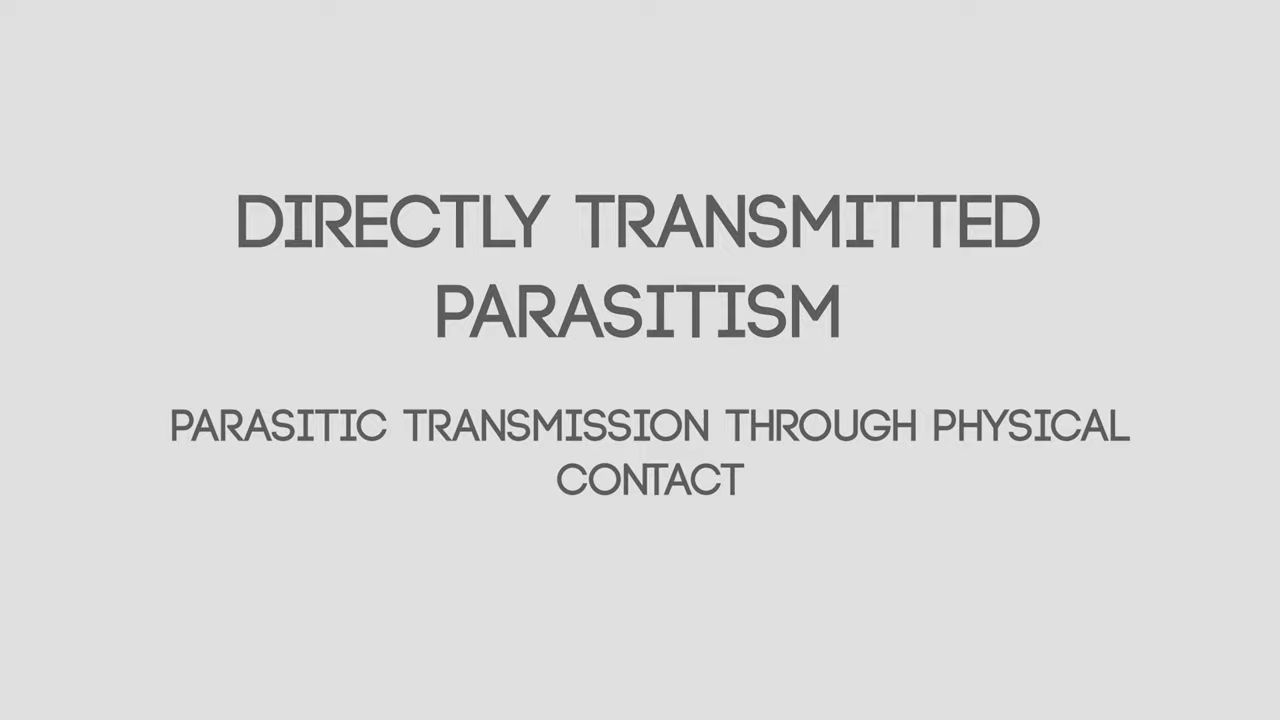 DIRECTLY TRANSMITTED
PARASITISM
PARASITIC TRANSMISSION THROUGH PHYSICAL
CONTACT